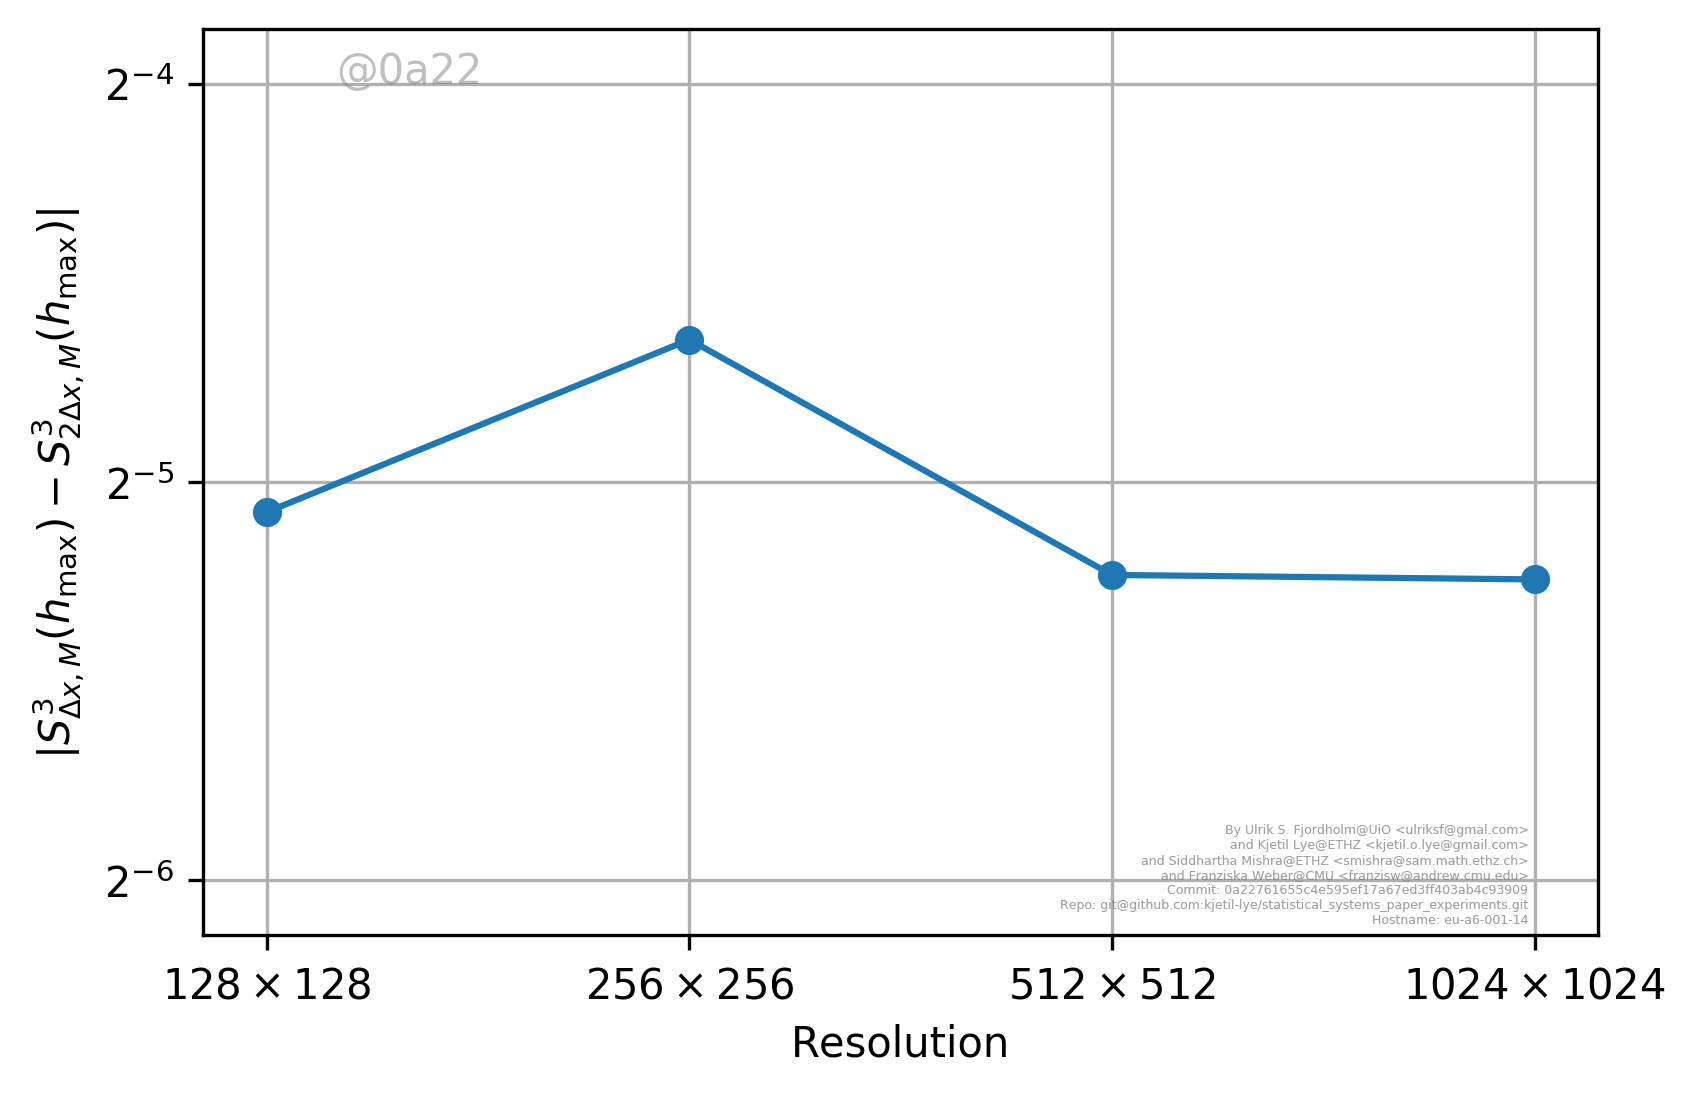 @0a22
2⁻⁴
2⁻⁵
2⁻⁶
|S³_{Δx,M}(h_max) − S³_{2Δx,M}(h_max)|
By Ulrik S. Fjordholm@UiO <ulriksf@gmal.com>
and Kjetil Lye@ETHZ <kjetil.o.lye@gmail.com>
and Siddhartha Mishra@ETHZ <smishra@sam.math.ethz.ch>
and Franziska Weber@CMU <franzisw@andrew.cmu.edu>
Commit: 0a22761655c4e595ef17a67ed3ff403ab4c93909
Repo: git@github.com:kjetil-lye/statistical_systems_paper_experiments.git
Hostname: eu-a6-001-14
128 × 128 256 × 256 512 × 512 1024 × 1024
Resolution